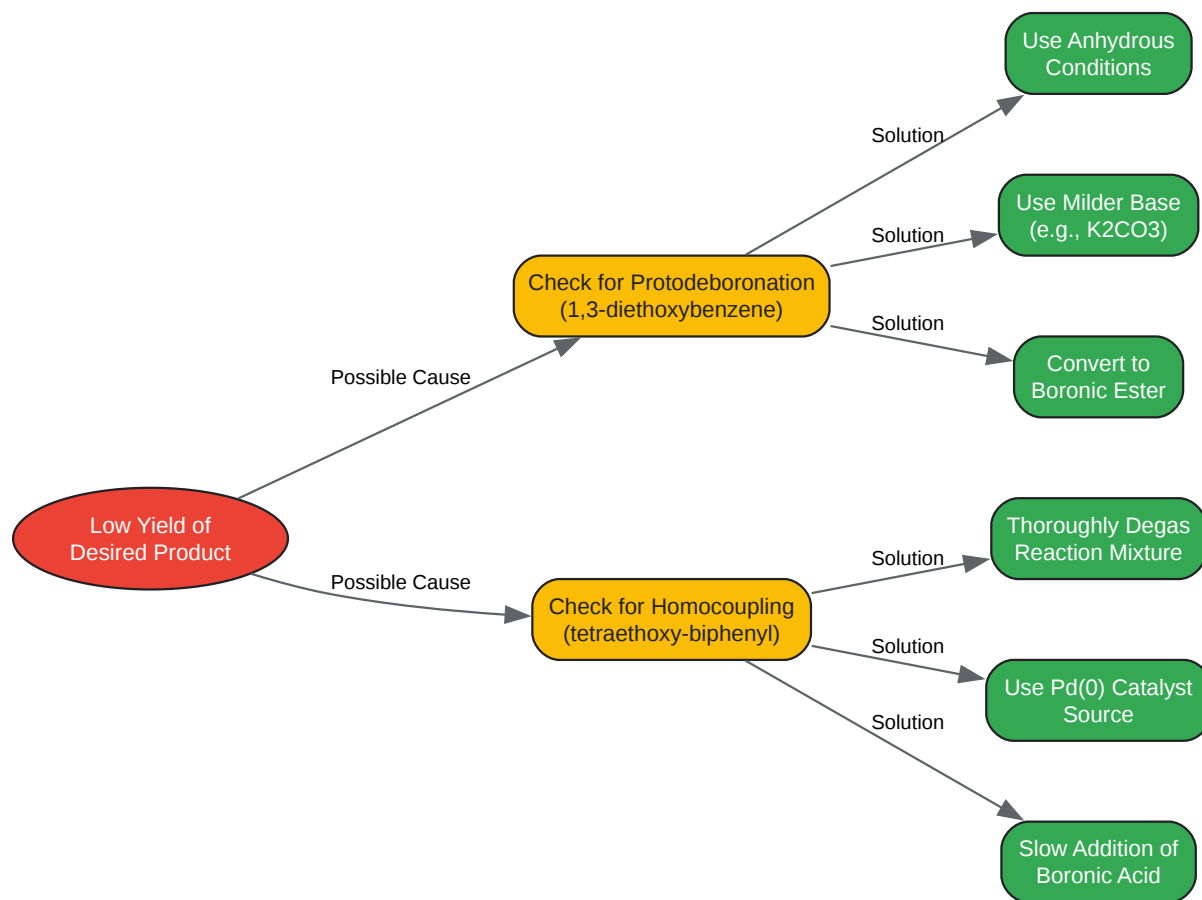 Use Anhydrous
Conditions
Solution
Use Milder Base
(e.g., K2CO3)
Solution
Check for Protodeboronation
(1,3-diethoxybenzene)
Solution
Convert to
Boronic Ester
Possible Cause
Low Yield of
Desired Product
Thoroughly Degas
Reaction Mixture
Solution
Possible Cause
Check for Homocoupling
(tetraethoxy-biphenyl)
Solution
Use Pd(0) Catalyst
Source
Solution
Slow Addition of
Boronic Acid